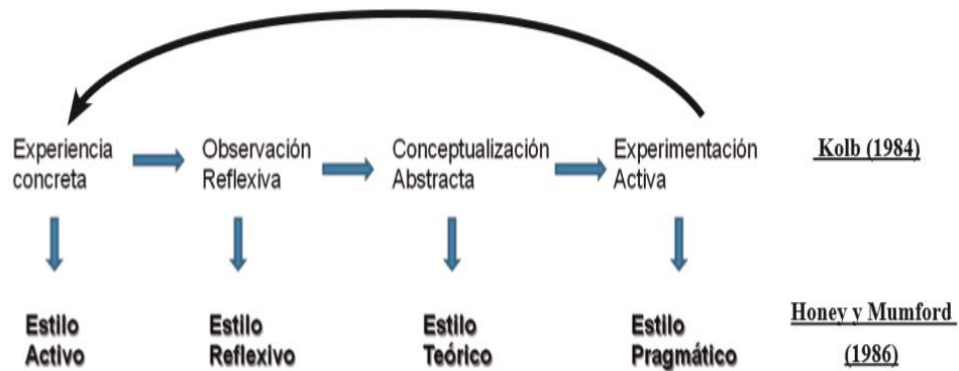 Experiencia
concreta
Observación
Reflexiva
Conceptualización
Abstracta
Experimentación
Activa
Kolb (1984)
Estilo
Activo
Estilo
Reflexivo
Estilo
Teórico
Estilo
Pragmático
Honey y Mumford
(1986)